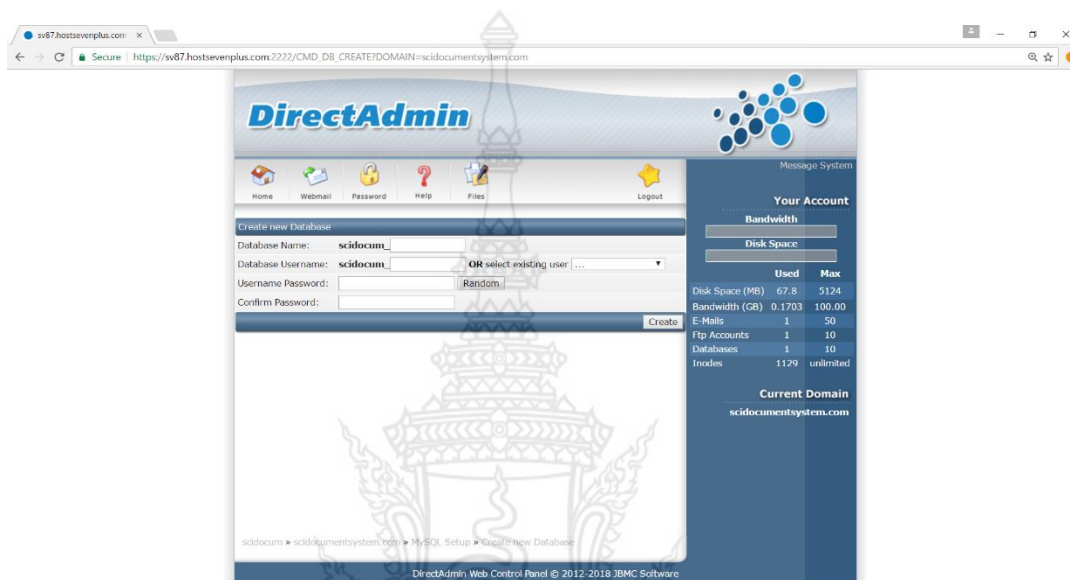 sv87.hostsevenplus.com
Secure https://sv87.hostsevenplus.com:2222/CMD_DB_CREATE?DOMAIN=scidocumentsystem.com
DirectAdmin
Home Webmail Password Help Files Logout
Message System
Your Account
Bandwidth
Disk Space
Used Max
Disk Space (MB) 67.8 5124
Bandwidth (GB) 0.1703 100.00
E-Mails 1 50
Ftp Accounts 1 10
Databases 1 10
Inodes 1129 unlimited
Current Domain
scidocumentsystem.com
Create new Database
Database Name: scidocum_
Database Username: scidocum_ OR select existing user ...
Username Password: Random
Confirm Password:
Create
scidocum » scidocumentsystem.com » MySQL Setup » Create new Database
DirectAdmin Web Control Panel © 2012-2018 JBMC Software